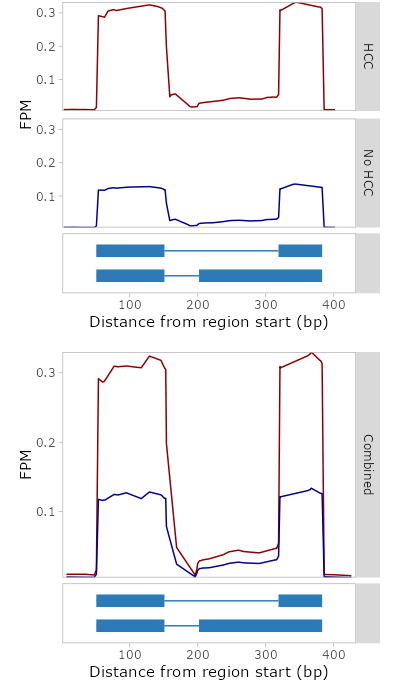 0.3
0.2
0.1
HCC
FPM
0.3
0.2
0.1
No HCC
100 200 300 400
Distance from region start (bp)
0.3
0.2
0.1
FPM
Combined
100 200 300 400
Distance from region start (bp)